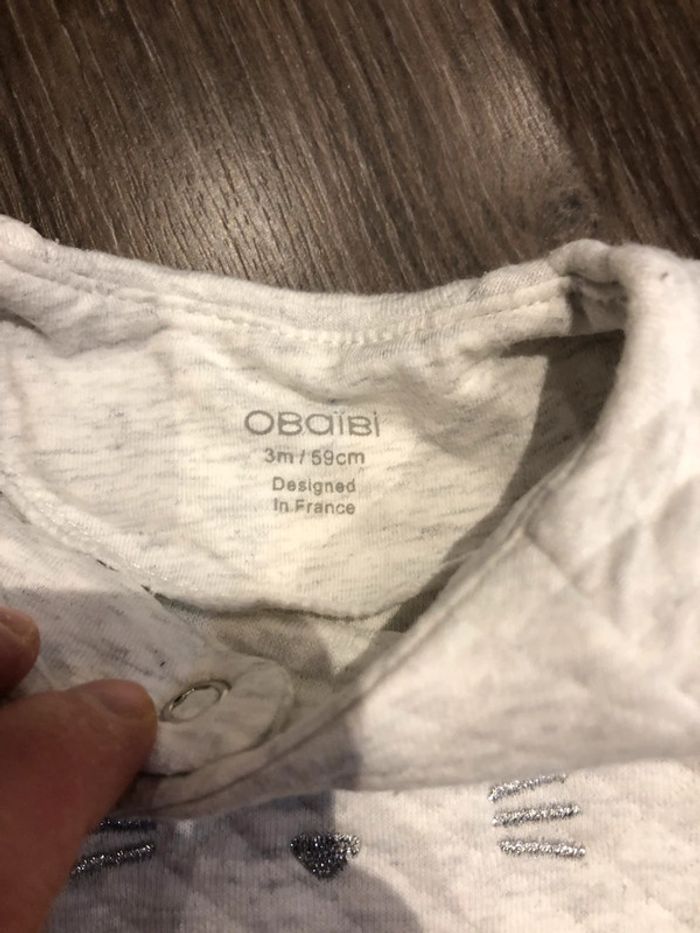 OBaïBi
3m / 59cm
Designed
In France